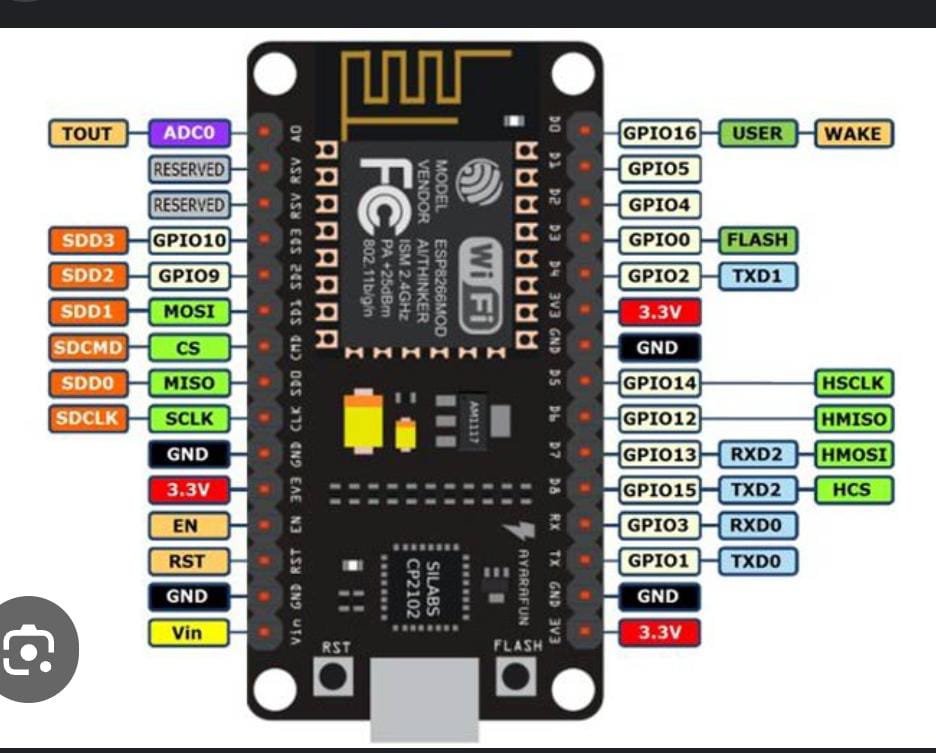 TOUT ADC0 A0 D0 GPIO16 USER WAKE
RESERVED RSV D1 GPIO5
RESERVED RSV D2 GPIO4
SDD3 GPIO10 SD3 D3 GPIO0 FLASH
SDD2 GPIO9 SD2 D4 GPIO2 TXD1
SDD1 MOSI SD1 3V3 3.3V
SDCMD CS CMD GND GND
SDD0 MISO SD0 D5 GPIO14 HSCLK
SDCLK SCLK CLK D6 GPIO12 HMISO
GND GND D7 GPIO13 RXD2 HMOSI
3.3V 3V3 D8 GPIO15 TXD2 HCS
EN EN RX GPIO3 RXD0
RST RST TX GPIO1 TXD0
GND GND GND GND
Vin Vin 3V3 3.3V
MODEL ESP8266MOD
VENDOR AI/THINKER
ISM 2.4GHz
PA +25dBm
802.11b/g/n
FC
WiFi
AM1117
SILABS
CP2102
AYARAFUN
RST
FLASH